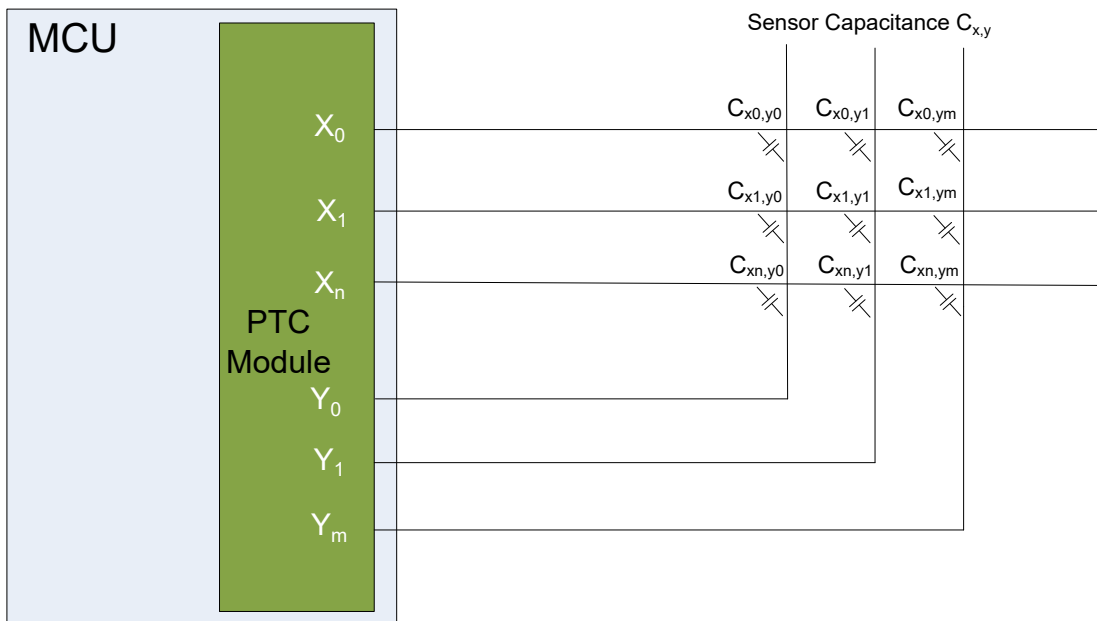 MCU
Sensor Capacitance Cx,y
X0
Cx0,y0 Cx0,y1 Cx0,ym
X1
Cx1,y0 Cx1,y1 Cx1,ym
Xn
Cxn,y0 Cxn,y1 Cxn,ym
PTC
Module
Y0
Y1
Ym